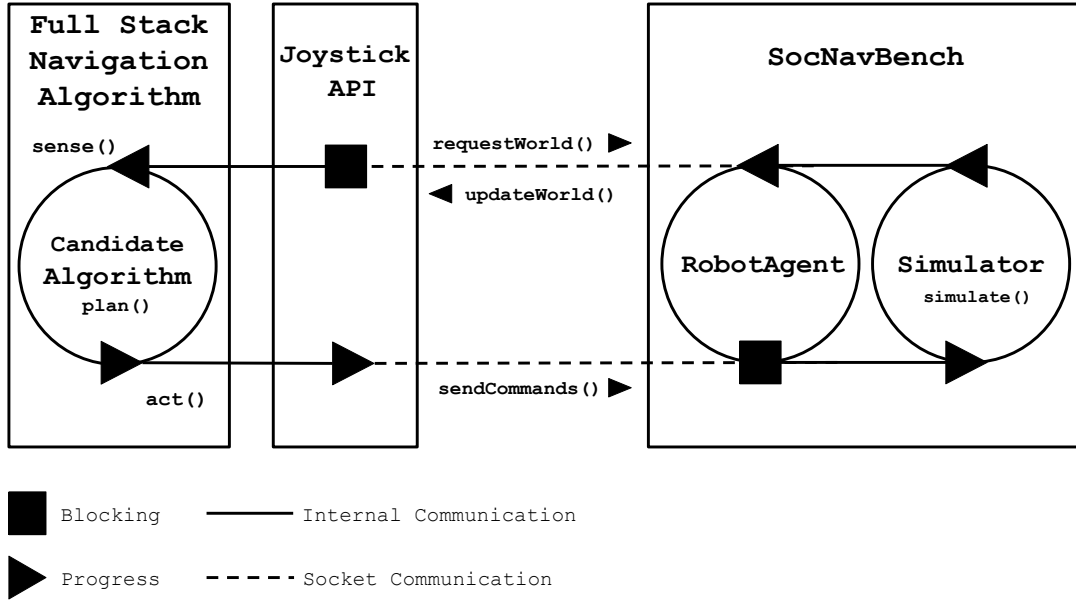 Full Stack
Navigation
Algorithm
Joystick
API
SocNavBench
sense()
requestWorld()
updateWorld()
Candidate
Algorithm
plan()
RobotAgent
Simulator
simulate()
act()
sendCommands()
Blocking
Internal Communication
Progress
Socket Communication